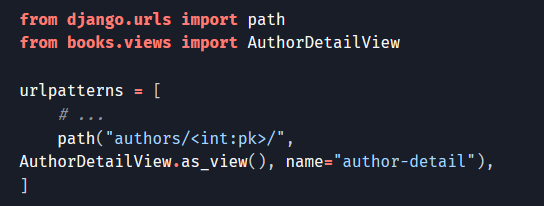 from django.urls import path
from books.views import AuthorDetailView

urlpatterns = [
    # ...
    path("authors/<int:pk>/",
AuthorDetailView.as_view(), name="author-detail"),
]